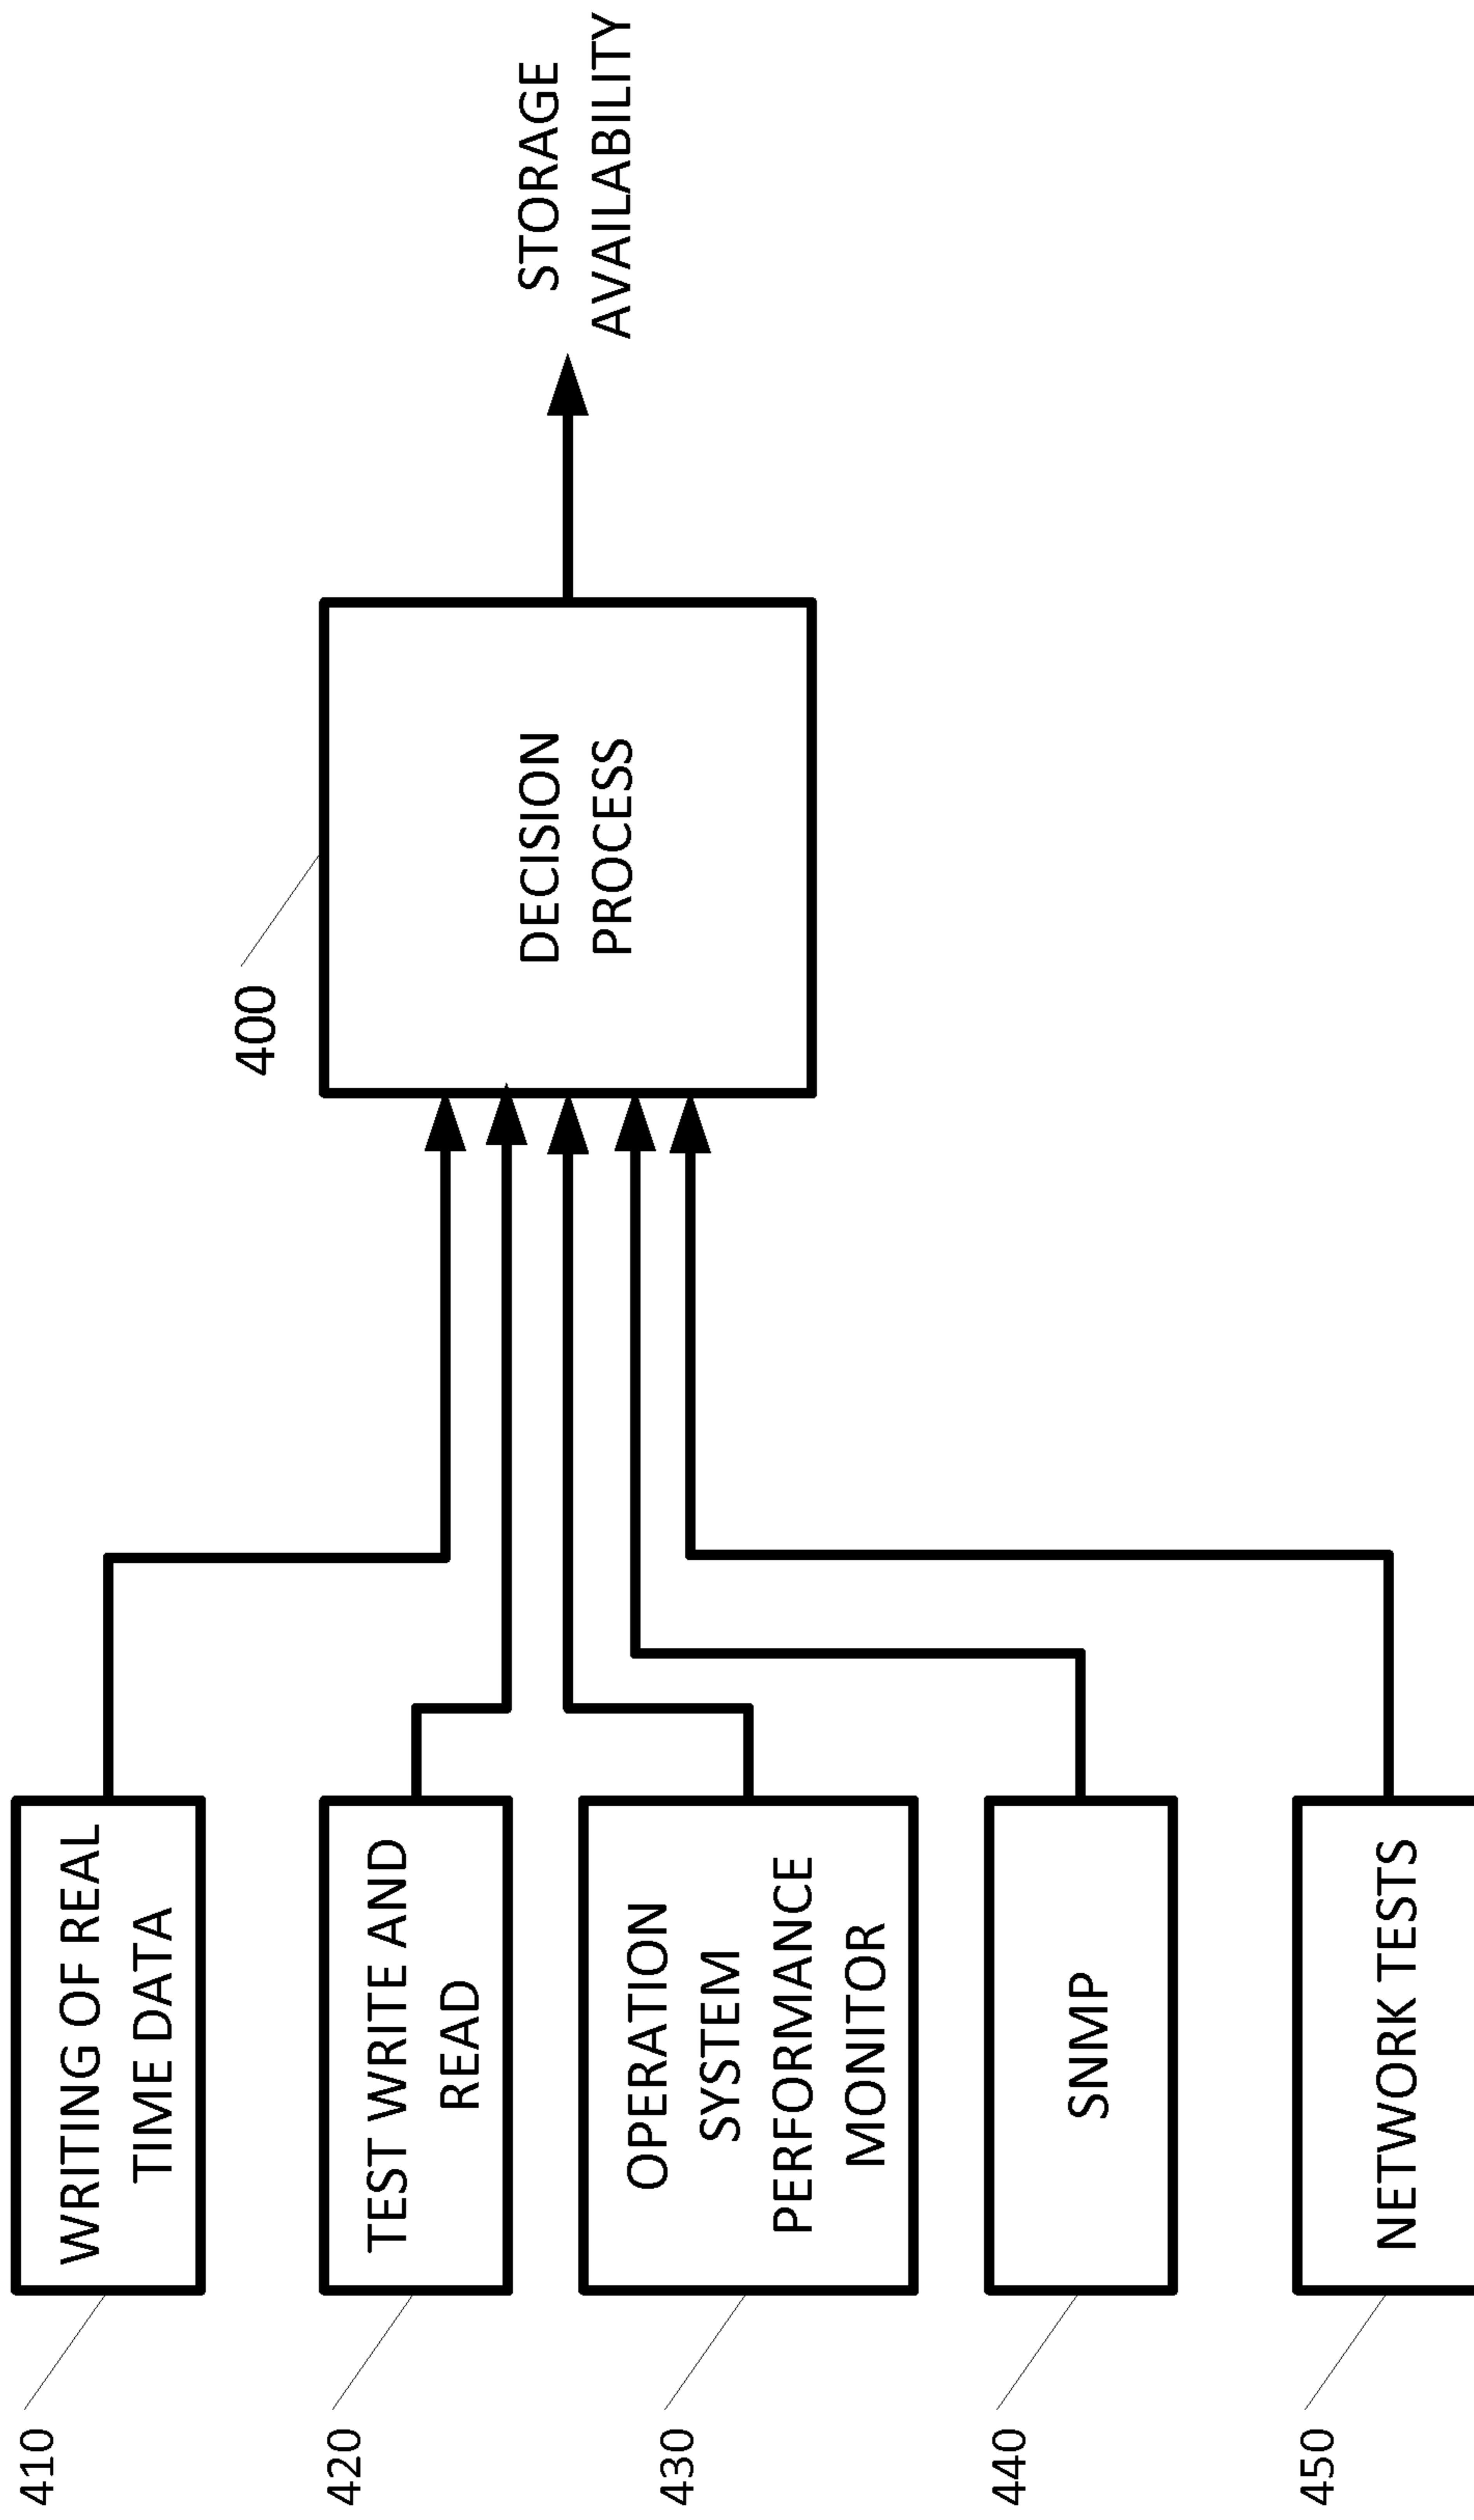 410
WRITING OF REAL
TIME DATA
420
TEST WRITE AND
READ
430
OPERATION
SYSTEM
PERFORMANCE
MONITOR
440
SNMP
450
NETWORK TESTS
400
DECISION
PROCESS
STORAGE
AVAILABILITY